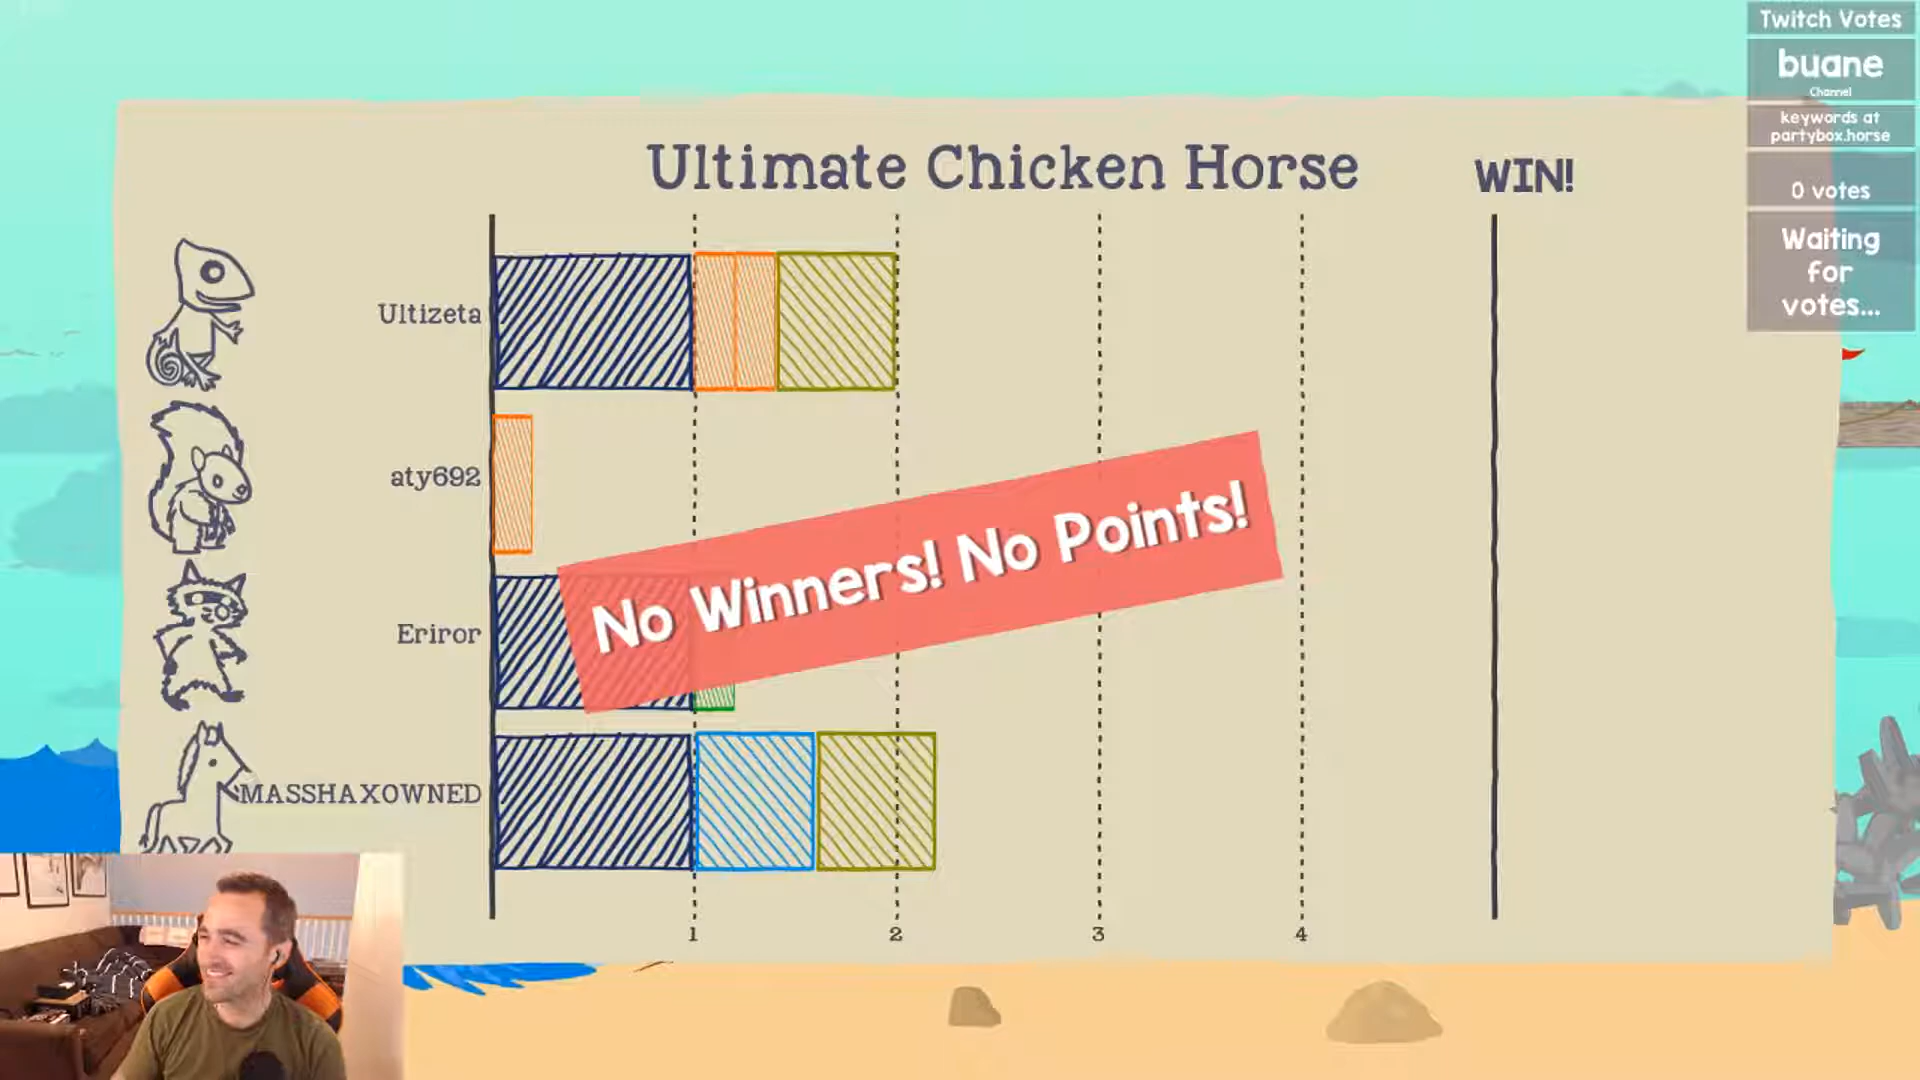 Twitch Votes
buane
Channel
keywords at
partybox.horse
0 votes
Waiting
for
votes...
Ultimate Chicken Horse
WIN!
Ultizeta
aty692
Eriror
MASSHAXOWNED
No Winners! No Points!
1 2 3 4